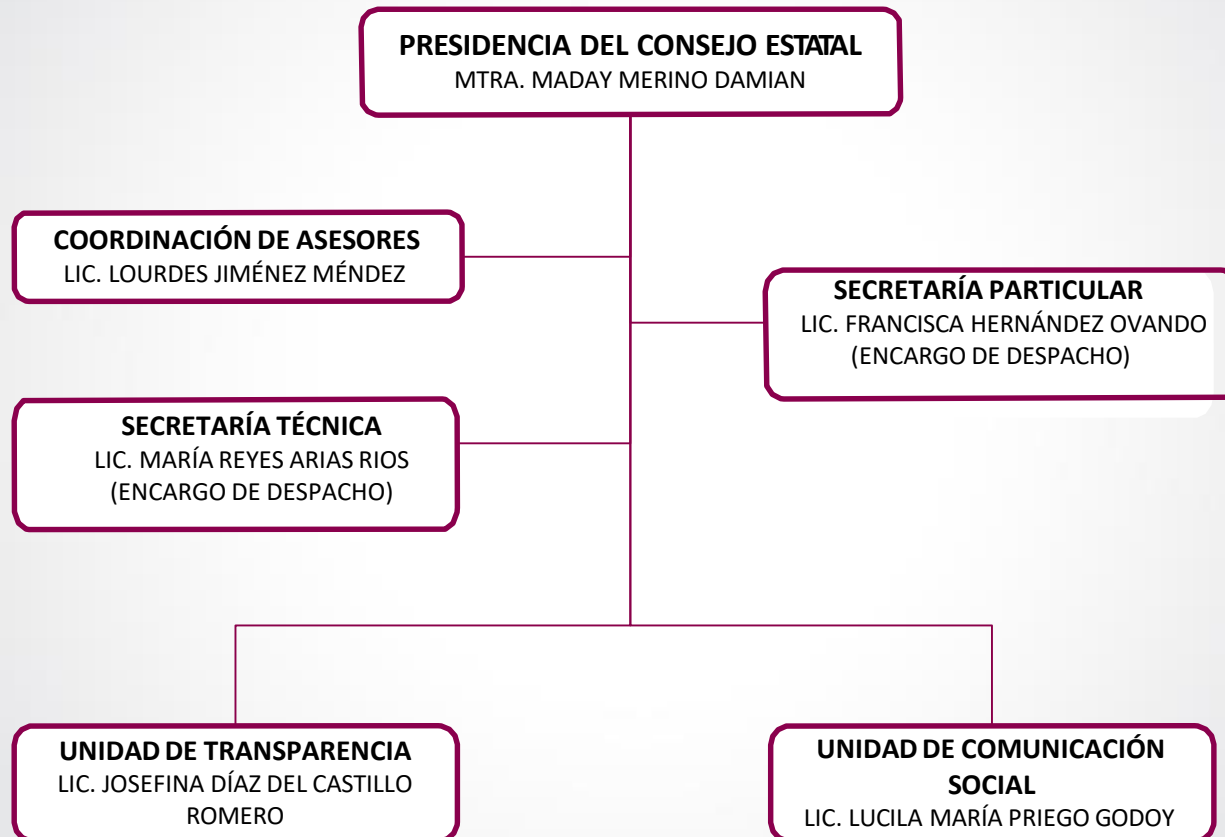 PRESIDENCIA DEL CONSEJO ESTATAL
MTRA. MADAY MERINO DAMIAN
COORDINACIÓN DE ASESORES
LIC. LOURDES JIMÉNEZ MÉNDEZ
SECRETARÍA PARTICULAR
LIC. FRANCISCA HERNÁNDEZ OVANDO
(ENCARGO DE DESPACHO)
SECRETARÍA TÉCNICA
LIC. MARÍA REYES ARIAS RIOS
(ENCARGO DE DESPACHO)
UNIDAD DE TRANSPARENCIA
LIC. JOSEFINA DÍAZ DEL CASTILLO
ROMERO
UNIDAD DE COMUNICACIÓN
SOCIAL
LIC. LUCILA MARÍA PRIEGO GODOY